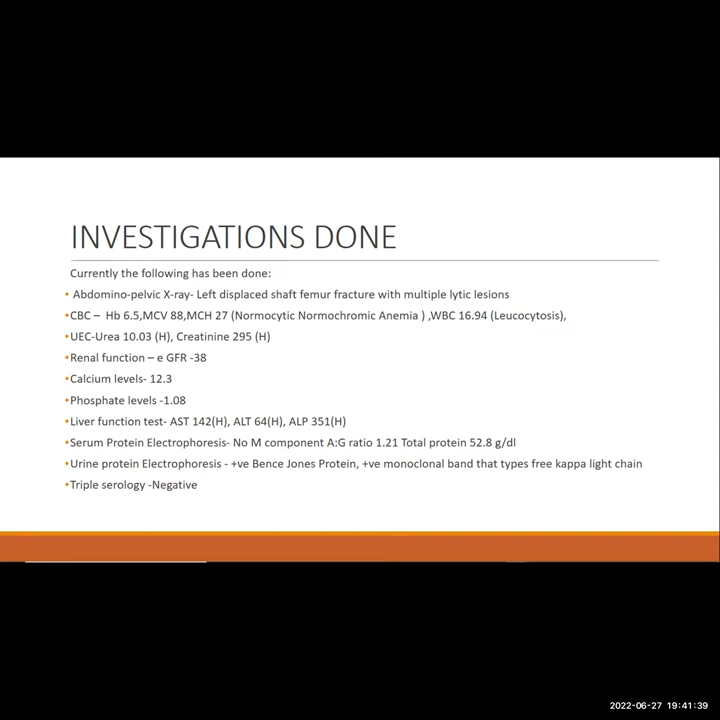 INVESTIGATIONS DONE
Currently the following has been done:
• Abdomino-pelvic X-ray- Left displaced shaft femur fracture with multiple lytic lesions
•CBC – Hb 6.5,MCV 88,MCH 27 (Normocytic Normochromic Anemia ) ,WBC 16.94 (Leucocytosis),
•UEC-Urea 10.03 (H), Creatinine 295 (H)
•Renal function – e GFR -38
•Calcium levels- 12.3
•Phosphate levels -1.08
•Liver function test- AST 142(H), ALT 64(H), ALP 351(H)
•Serum Protein Electrophoresis- No M component A:G ratio 1.21 Total protein 52.8 g/dl
•Urine protein Electrophoresis - +ve Bence Jones Protein, +ve monoclonal band that types free kappa light chain
•Triple serology -Negative
2022-06-27 19:41:39